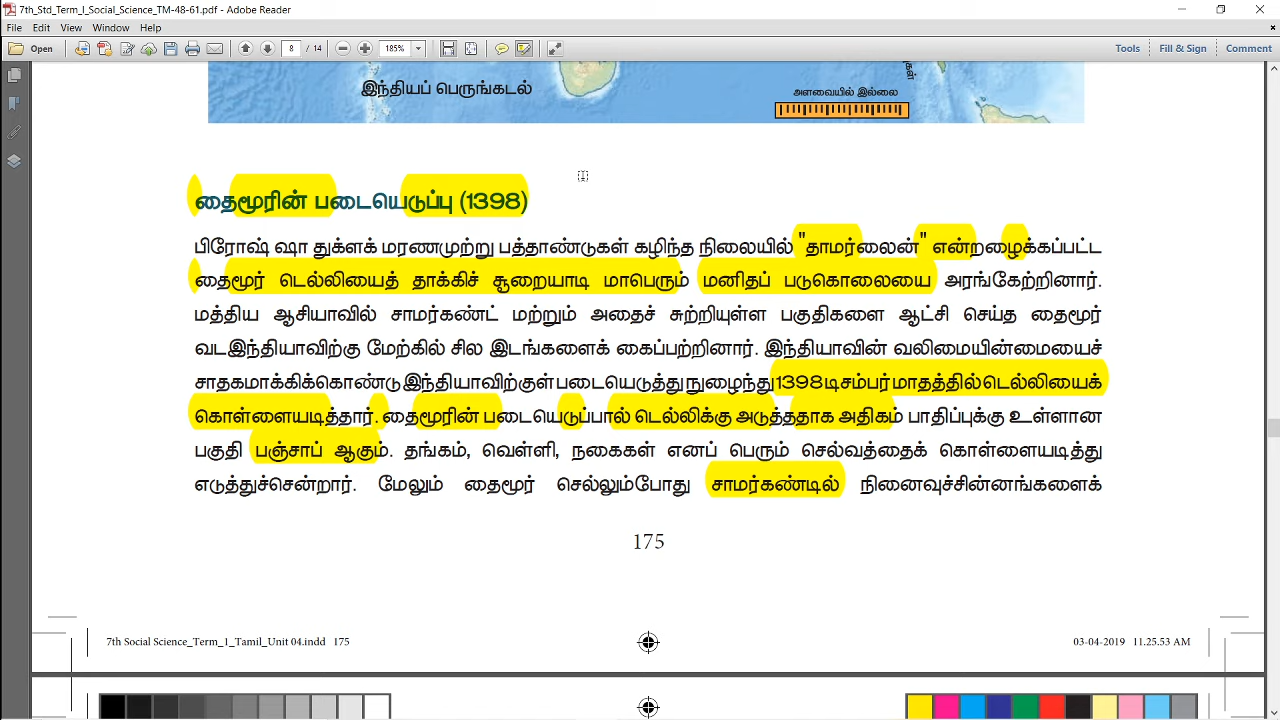 7th_Std_Term_I_Social_Science_TM-48-61.pdf - Adobe Reader
File Edit View Window Help
Open 8 / 14 185% Tools Fill & Sign Comment
இந்தியப் பெருங்கடல்
அளவையில் இல்லை
தைமூரின் படையெடுப்பு (1398)
பிரோஷ் ஷா துக்ளக் மரணமுற்று பத்தாண்டுகள் கழிந்த நிலையில் "தாமர்லைன்" என்றழைக்கப்பட்ட
தைமூர் டெல்லியைத் தாக்கிச் சூறையாடி மாபெரும் மனிதப் படுகொலையை அரங்கேற்றினார்.
மத்திய ஆசியாவில் சாமர்கண்ட் மற்றும் அதைச் சுற்றியுள்ள பகுதிகளை ஆட்சி செய்த தைமூர்
வடஇந்தியாவிற்கு மேற்கில் சில இடங்களைக் கைப்பற்றினார். இந்தியாவின் வலிமையின்மையைச்
சாதகமாக்கிக்கொண்டு இந்தியாவிற்குள் படையெடுத்து நுழைந்து 1398 டிசம்பர் மாதத்தில் டெல்லியைக்
கொள்ளையடித்தார். தைமூரின் படையெடுப்பால் டெல்லிக்கு அடுத்ததாக அதிகம் பாதிப்புக்கு உள்ளான
பகுதி பஞ்சாப் ஆகும். தங்கம், வெள்ளி, நகைகள் எனப் பெரும் செல்வத்தைக் கொள்ளையடித்து
எடுத்துச்சென்றார். மேலும் தைமூர் செல்லும்போது சாமர்கண்டில் நினைவுச்சின்னங்களைக்
175
7th Social Science_Term_1_Tamil_Unit 04.indd 175 03-04-2019 11.25.53 AM